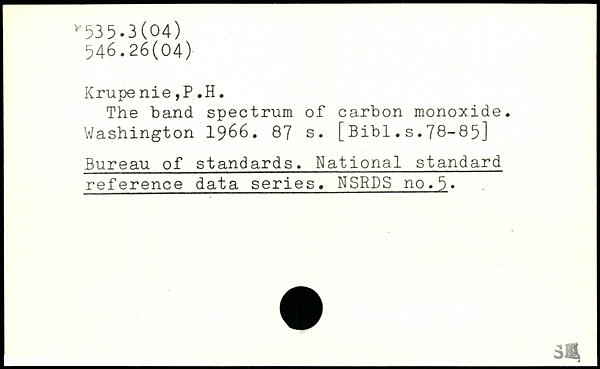 *535.3(04)
546.26(04)
Krupenie,P.H.
The band spectrum of carbon monoxide.
Washington 1966. 87 s. [Bibl.s.78-85]
Bureau of standards. National standard
reference data series. NSRDS no.5.